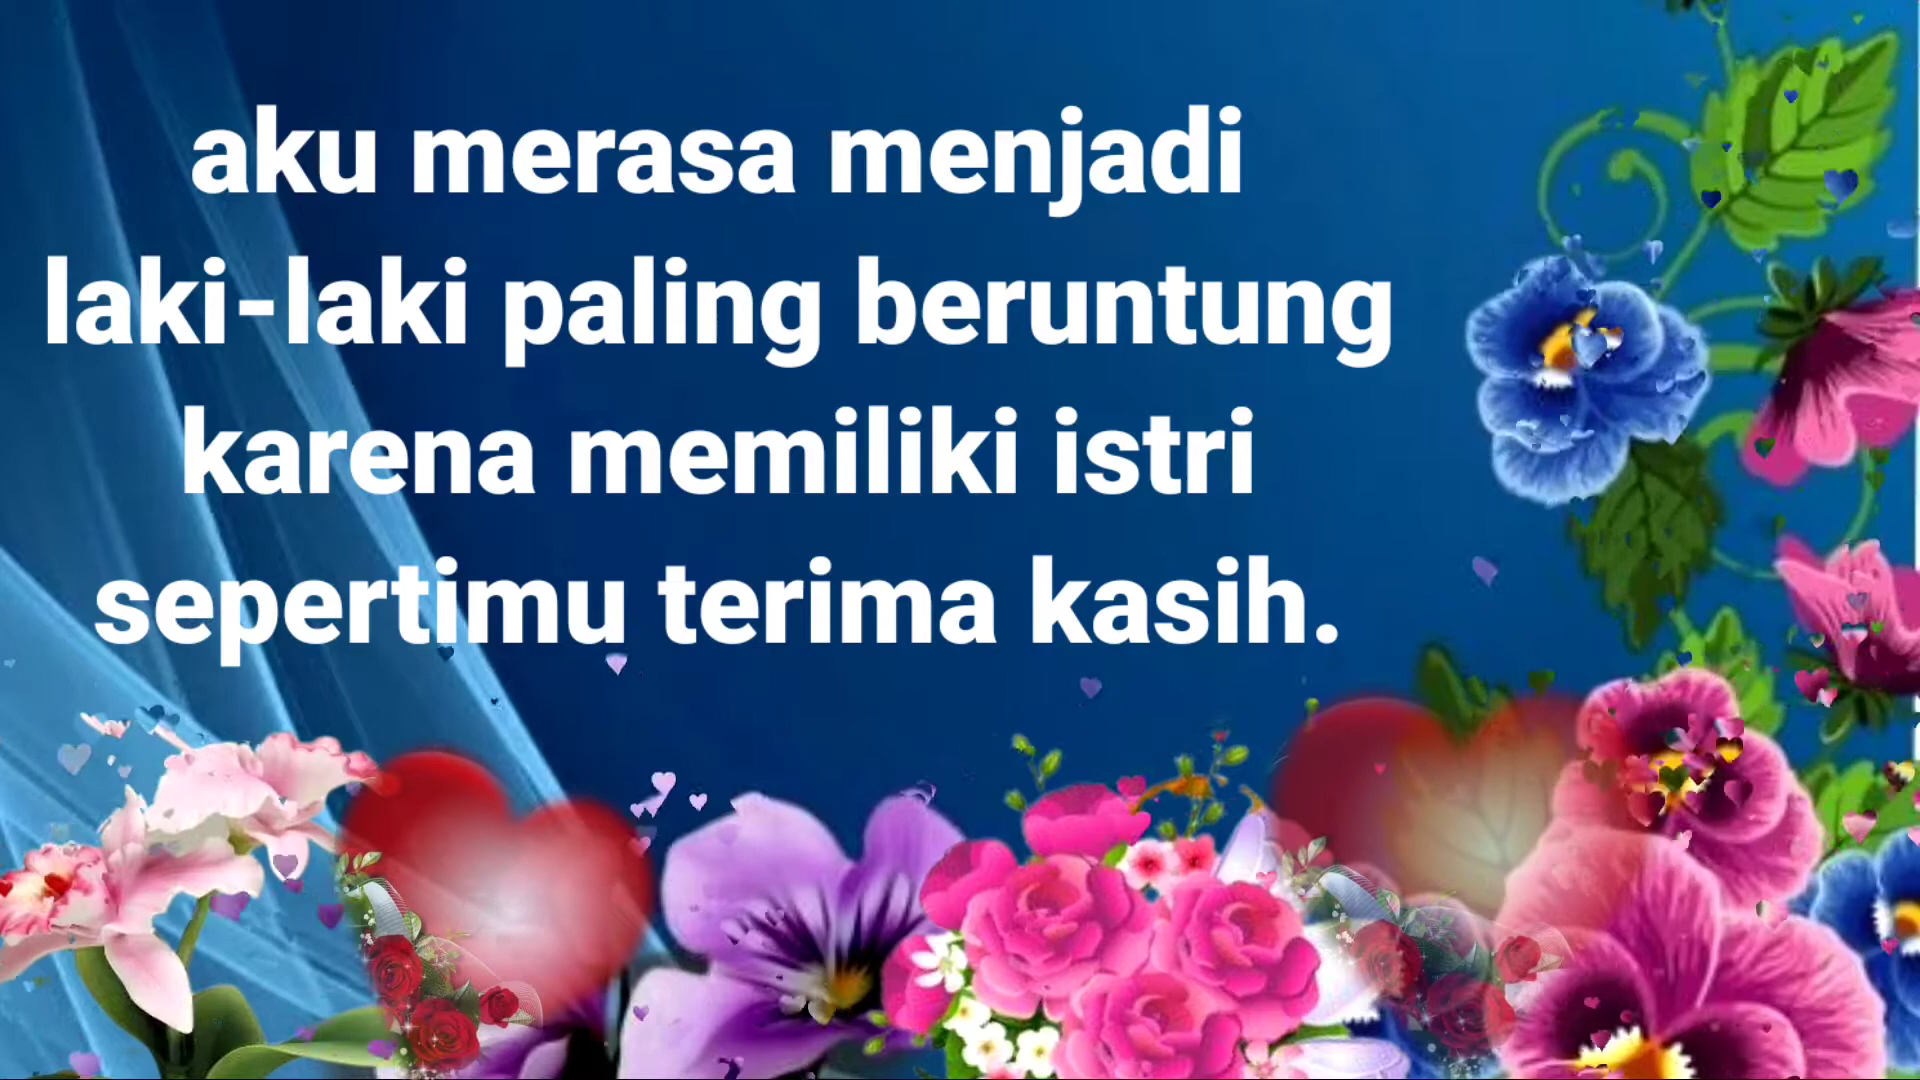 aku merasa menjadi
laki-laki paling beruntung
karena memiliki istri
sepertimu terima kasih.